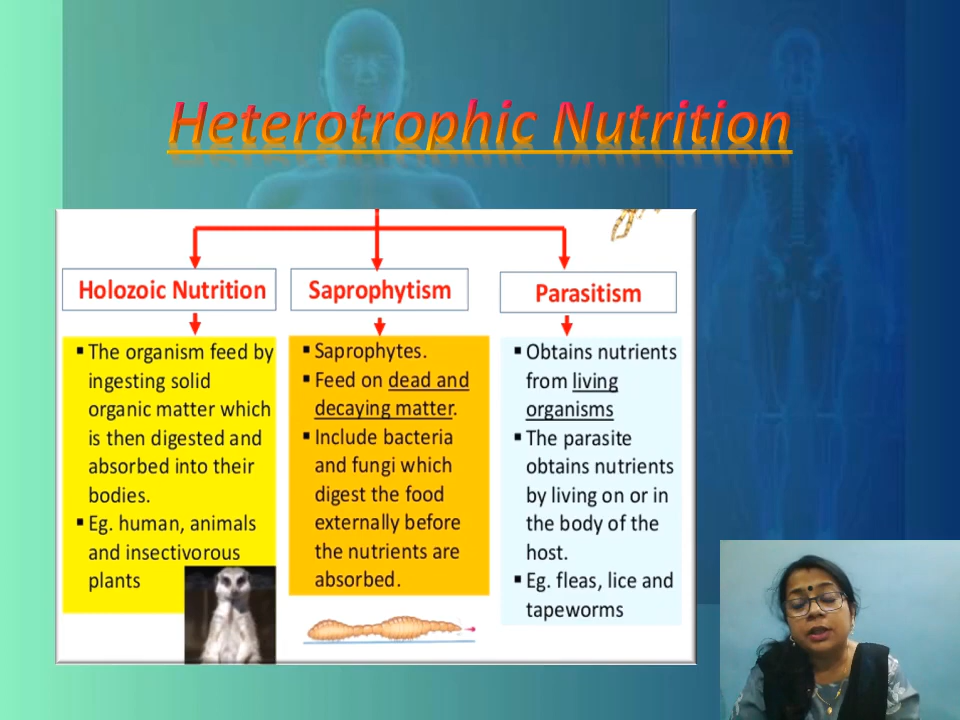 Heterotrophic Nutrition
Holozoic Nutrition
▪ The organism feed by
ingesting solid
organic matter which
is then digested and
absorbed into their
bodies.
▪ Eg. human, animals
and insectivorous
plants
Saprophytism
▪ Saprophytes.
▪ Feed on dead and
decaying matter.
▪ Include bacteria
and fungi which
digest the food
externally before
the nutrients are
absorbed.
Parasitism
▪ Obtains nutrients
from living
organisms
▪ The parasite
obtains nutrients
by living on or in
the body of the
host.
▪ Eg. fleas, lice and
tapeworms